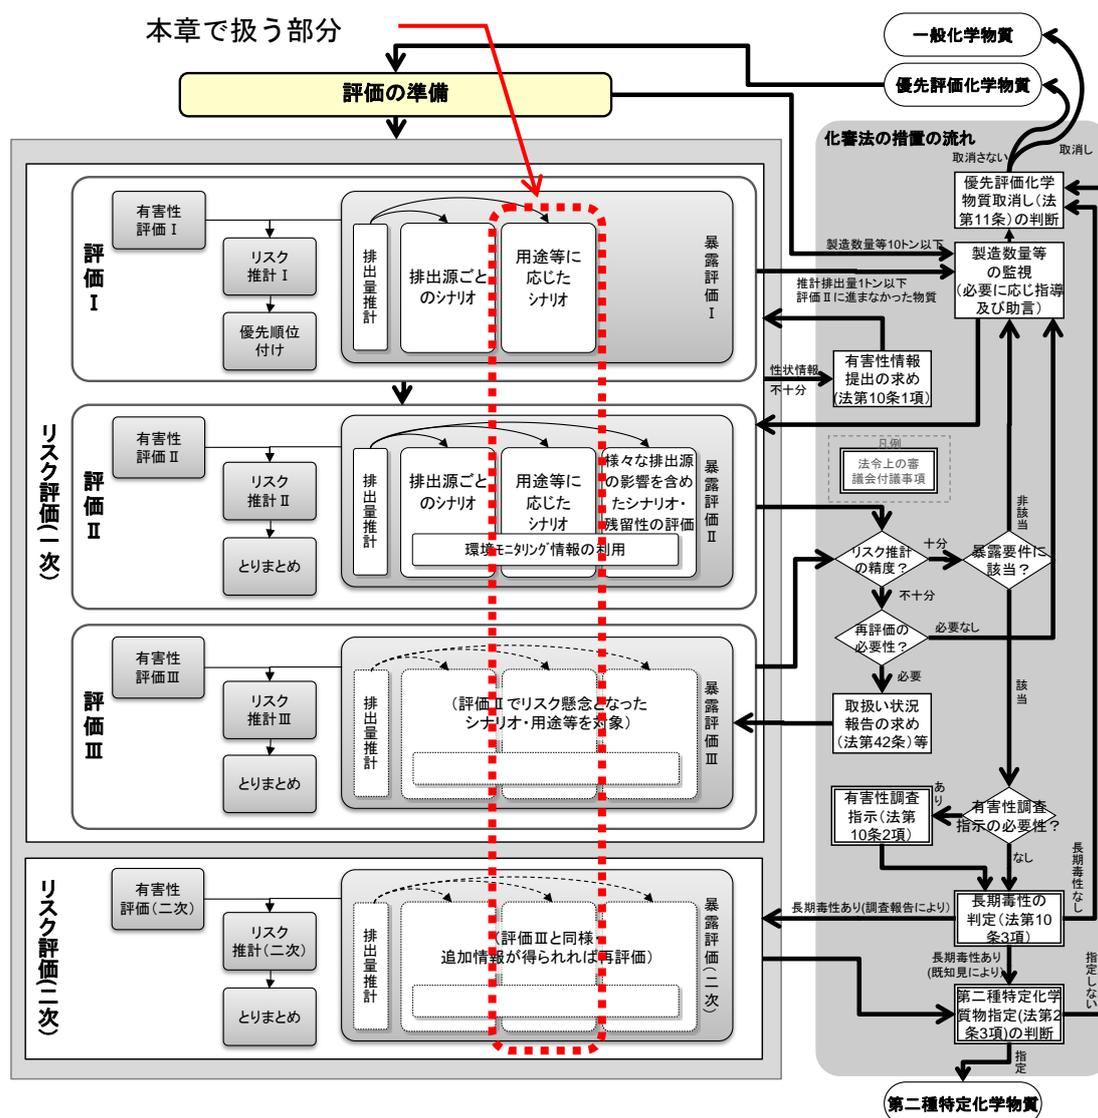 本章で扱う部分
一般化学物質
優先評価化学物質
評価の準備
化審法の措置の流れ
取消さない
取消し
優先評価化学
物質取消し(法
第11条)の判断
製造数量等10トン以下
製造数量等
の監視
(必要に応じ指導
及び助言)
推計排出量1トン以下
評価Ⅱに進まなかった物質
リスク評価(一次)
評価Ⅰ
有害性
評価Ⅰ
リスク
推計Ⅰ
優先順位
付け
排出量推計
排出源ごと
のシナリオ
用途等に
応じた
シナリオ
暴露評価Ⅰ
性状情報
不十分
有害性情報
提出の求め
(法第10条1項)
評価Ⅱ
有害性
評価Ⅱ
リスク
推計Ⅱ
とりまとめ
排出量推計
排出源ごと
のシナリオ
用途等に
応じた
シナリオ
様々な排出源
の影響を含め
たシナリオ・
残留性の評価
環境モニタリング情報の利用
暴露評価Ⅱ
凡例
法令上の審
議会付議事項
リスク推計
の精度?
十分
暴露要件に
該当?
非該当
不十分
再評価の
必要性?
必要なし
必要
該当
取扱い状況
報告の求め
(法第42条)等
評価Ⅲ
有害性
評価Ⅲ
リスク
推計Ⅲ
とりまとめ
排出量推計
(評価Ⅱでリスク懸念となった
シナリオ・用途等を対象)
暴露評価Ⅲ
あり
有害性調査
指示(法第
10条2項)
有害性調査
指示の必要性?
なし
長期毒性なし
リスク評価(二次)
有害性
評価(二次)
リスク
推計(二次)
とりまとめ
排出量推計
(評価Ⅲと同様・
追加情報が得られれば再評価)
暴露評価(二次)
長期毒性あり(調査報告により)
長期毒性の
判定(法第10
条3項)
長期毒性あり
(既知見により)
指定しない
第二種特定化学
物質指定(法第2
条3項)の判断
指定
第二種特定化学物質